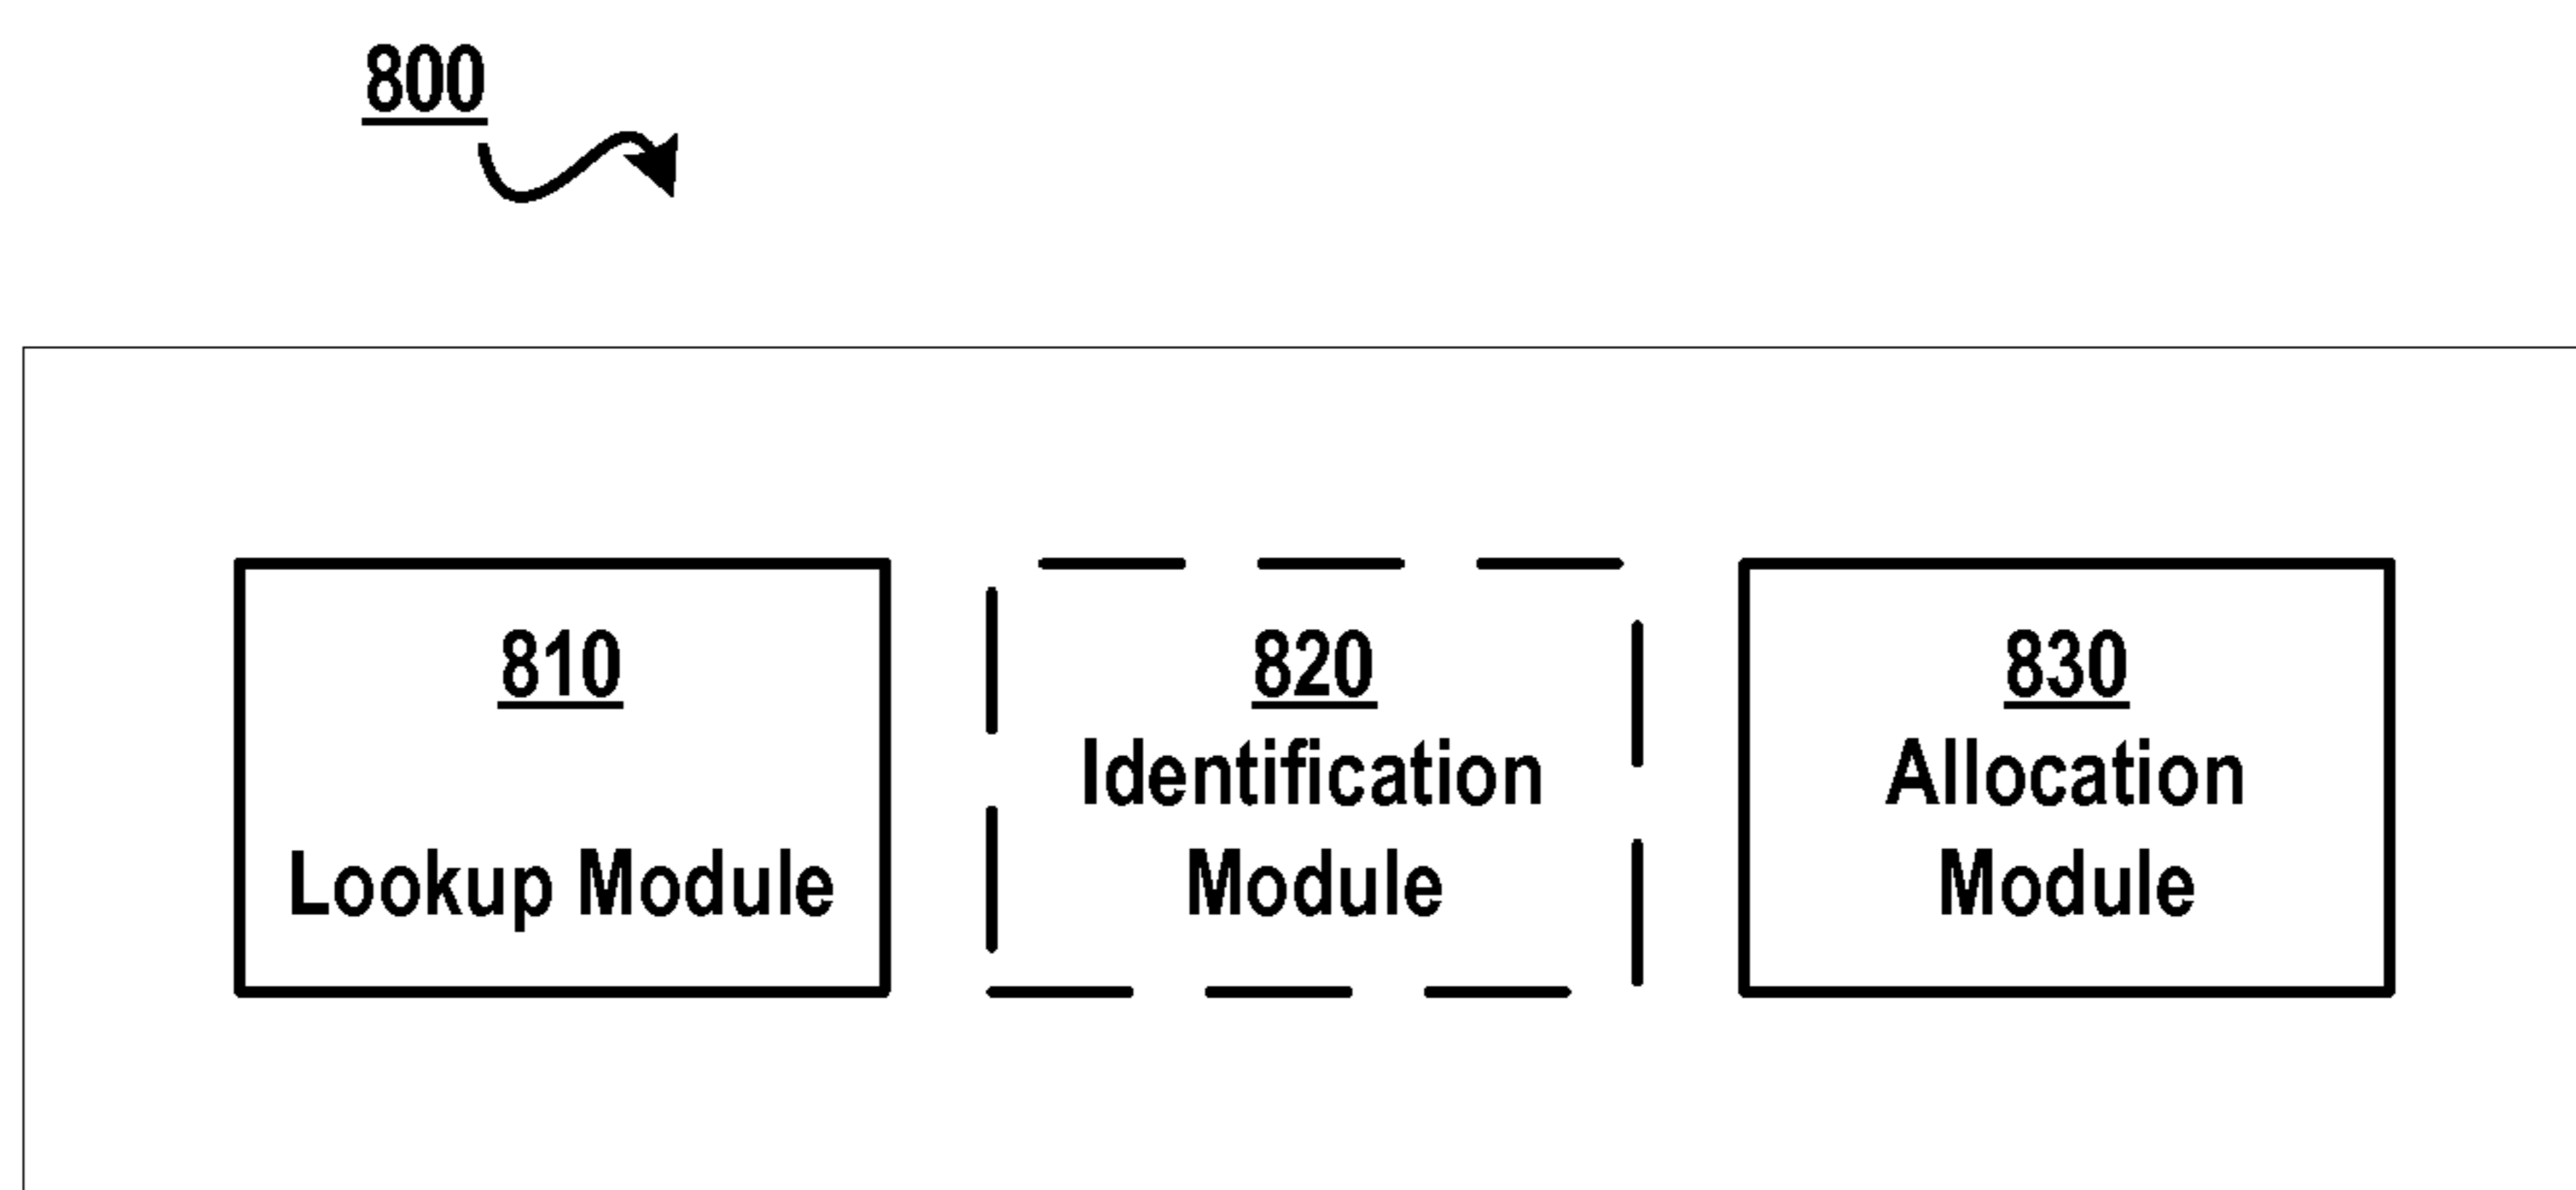 800
810
Lookup Module
820
Identification
Module
830
Allocation
Module